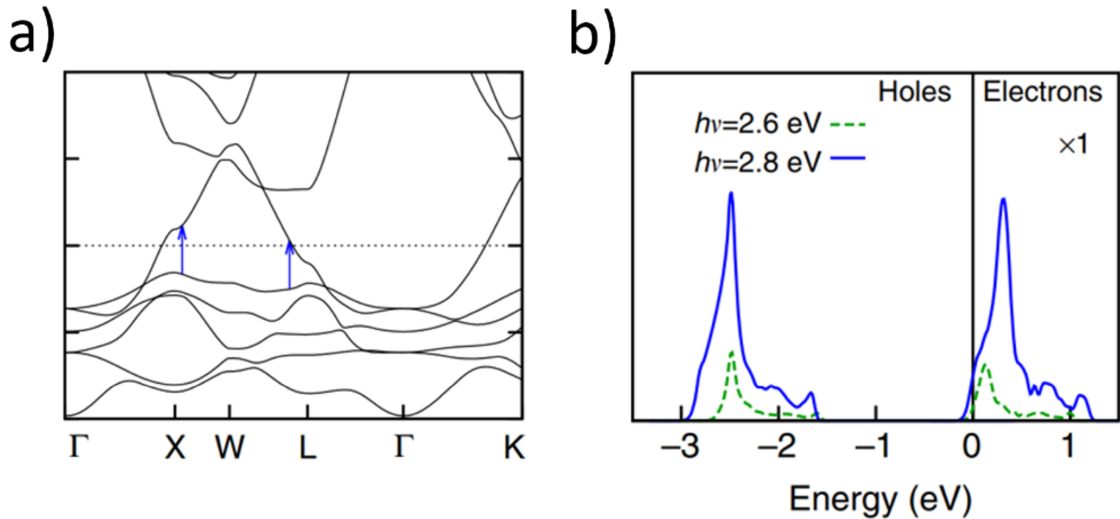 a)
Γ X W L Γ K
b)
Holes Electrons
hν=2.6 eV
×1
hν=2.8 eV
−3 −2 −1 0 1
Energy (eV)